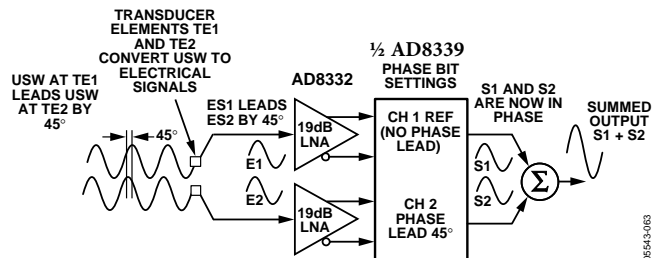 TRANSDUCER
ELEMENTS TE1
AND TE2
CONVERT USW TO
ELECTRICAL
SIGNALS
USW AT TE1
LEADS USW
AT TE2 BY
45°
45°
ES1 LEADS
ES2 BY 45°
AD8332
19dB
LNA
E1
E2
19dB
LNA
½ AD8339
PHASE BIT
SETTINGS
CH 1 REF
(NO PHASE
LEAD)
CH 2
PHASE
LEAD 45°
S1 AND S2
ARE NOW IN
PHASE
S1
S2
Σ
SUMMED
OUTPUT
S1 + S2
05543-063